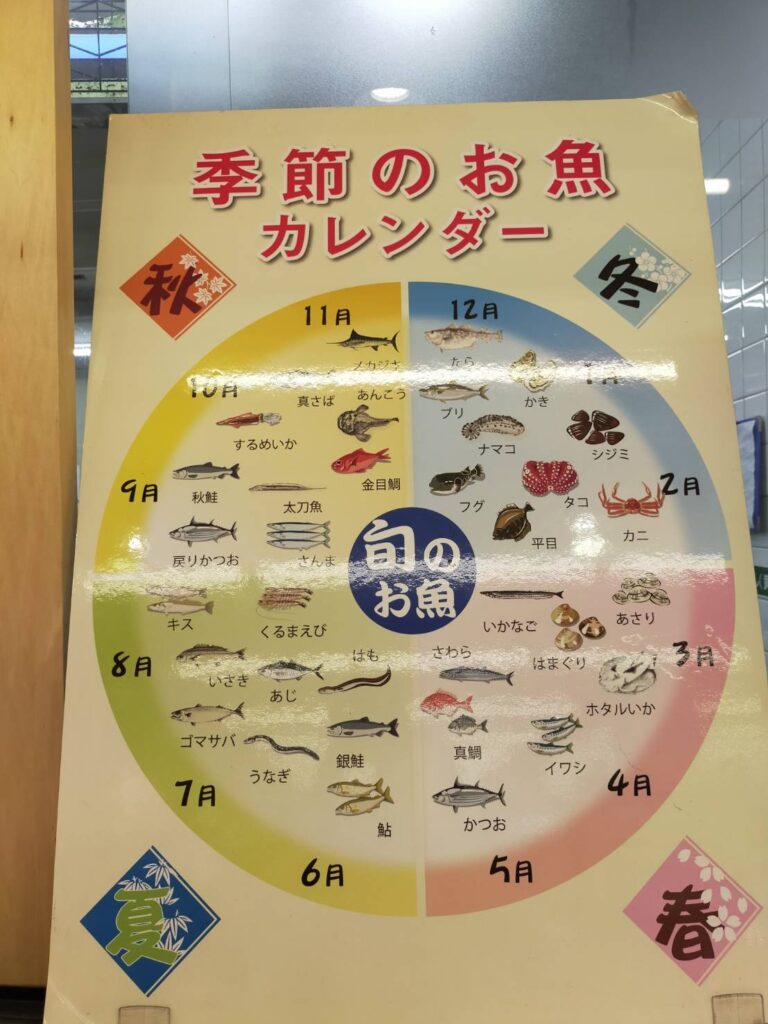 季節のお魚
カレンダー
秋
冬
11月
12月
メカジキ
たら
10月
1月
真さば
あんこう
ブリ
かき
するめいか
ナマコ
シジミ
金目鯛
9月
2月
秋鮭
太刀魚
フグ
タコ
カニ
平目
戻りかつお
さんま
旬の
お魚
キス
くるまえび
いかなご
あさり
はまぐり
8月
3月
いさき
あじ
はも
さわら
ホタルいか
ゴマサバ
うなぎ
銀鮭
真鯛
イワシ
7月
4月
鮎
かつお
6月
5月
夏
春